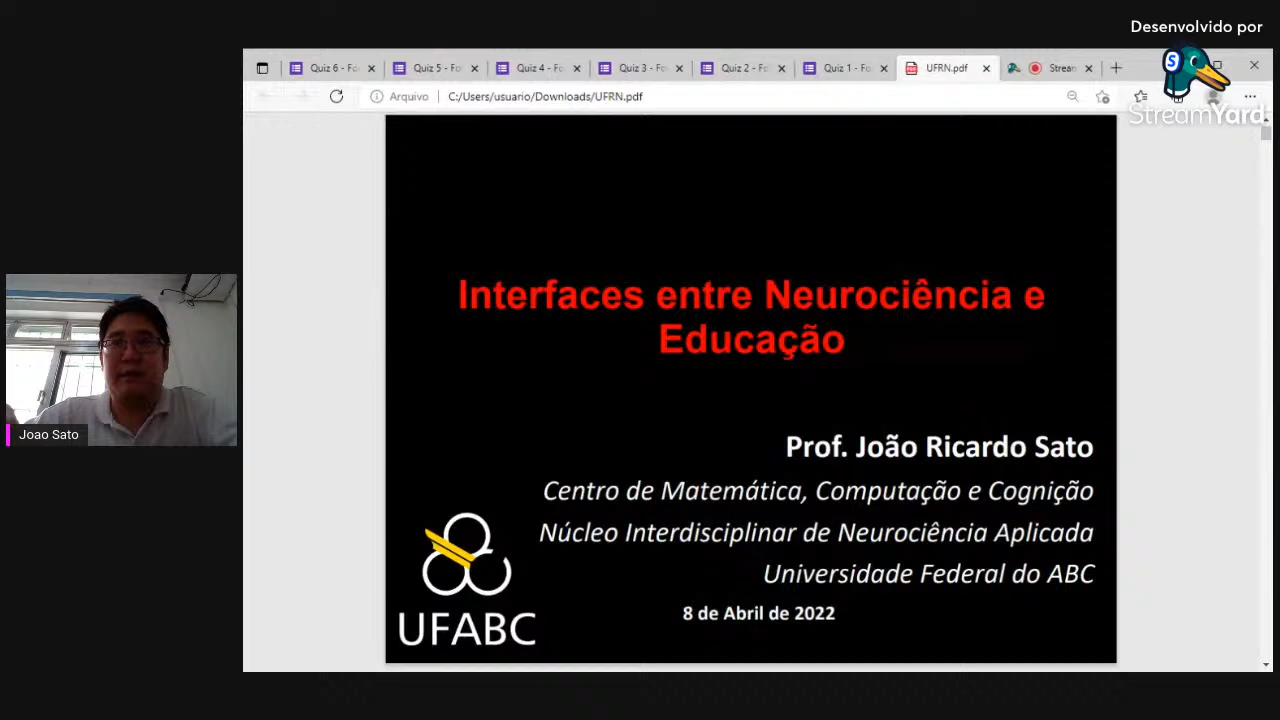 Desenvolvido por
StreamYard
Quiz 6 - Fo
Quiz 5 - Fo
Quiz 4 - Fo
Quiz 3 - Fo
Quiz 2 - Fo
Quiz 1 - Fo
UFRN.pdf
Stream
Arquivo
C:/Users/usuario/Downloads/UFRN.pdf
Interfaces entre Neurociência e
Educação
Prof. João Ricardo Sato
Centro de Matemática, Computação e Cognição
Núcleo Interdisciplinar de Neurociência Aplicada
Universidade Federal do ABC
8 de Abril de 2022
UFABC
Joao Sato